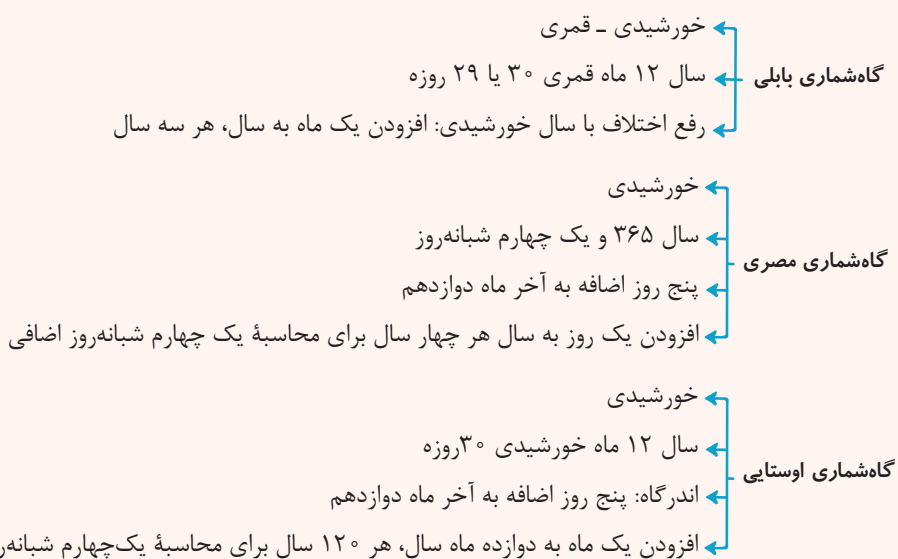 گاه‌شماری بابلی
خورشیدی ـ قمری
سال ۱۲ ماه قمری ۳۰ یا ۲۹ روزه
رفع اختلاف با سال خورشیدی: افزودن یک ماه به سال، هر سه سال
گاه‌شماری مصری
خورشیدی
سال ۳۶۵ و یک چهارم شبانه‌روز
پنج روز اضافه به آخر ماه دوازدهم
افزودن یک روز به سال هر چهار سال برای محاسبهٔ یک چهارم شبانه‌روز اضافی
گاه‌شماری اوستایی
خورشیدی
سال ۱۲ ماه خورشیدی ۳۰روزه
اندرگاه: پنج روز اضافه به آخر ماه دوازدهم
افزودن یک ماه به دوازده ماه سال، هر ۱۲۰ سال برای محاسبهٔ یک‌چهارم